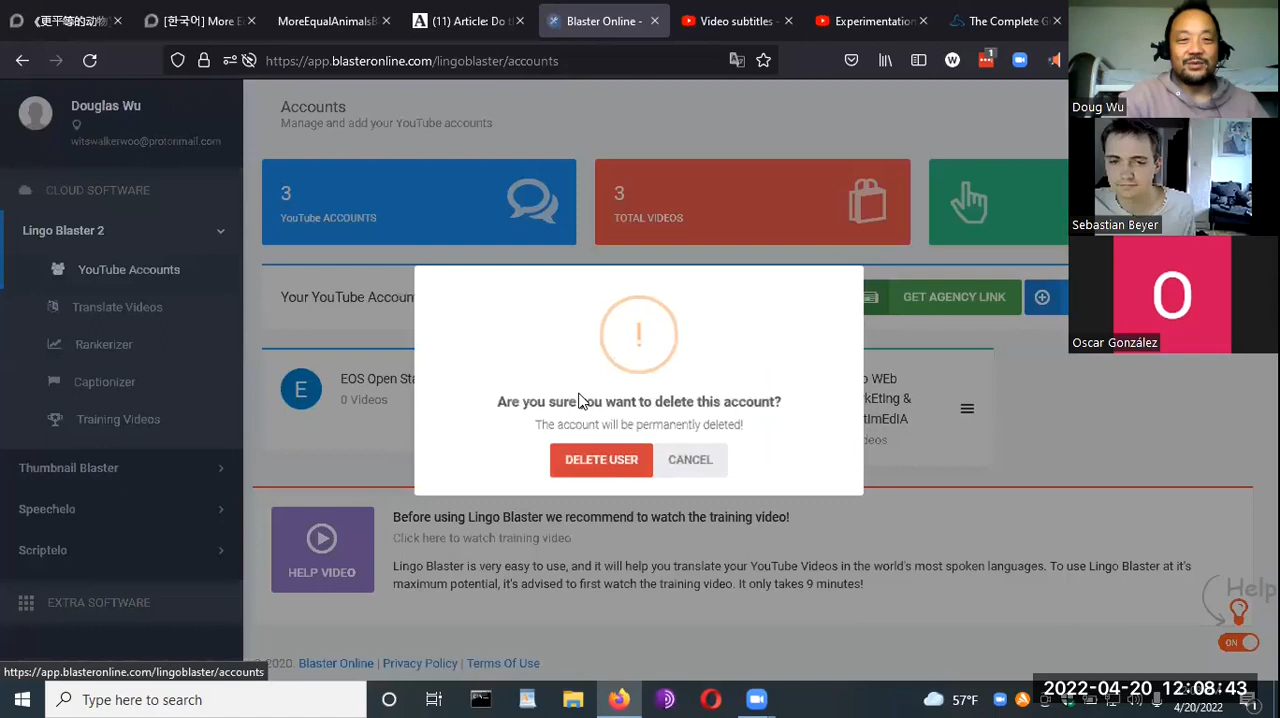 《更平等的动物
[한국어] More E
MoreEqualAnimalsB
(11) Article: Do th
Blaster Online -
Video subtitles -
Experimentation
The Complete G
https://app.blasteronline.com/lingoblaster/accounts
1
Douglas Wu
witswalkerwoo@protonmail.com
CLOUD SOFTWARE
Lingo Blaster 2
YouTube Accounts
Translate Videos
Rankerizer
Captionizer
Training Videos
Thumbnail Blaster
Speechelo
Scriptelo
EXTRA SOFTWARE
Accounts
Manage and add your YouTube accounts
3
YouTube ACCOUNTS
3
TOTAL VIDEOS
Your YouTube Accoun
GET AGENCY LINK
E
EOS Open Sta
0 Videos
o WEb
arkEting &
timEdIA
eos
Are you sure you want to delete this account?
The account will be permanently deleted!
DELETE USER
CANCEL
HELP VIDEO
Before using Lingo Blaster we recommend to watch the training video!
Click here to watch training video
Lingo Blaster is very easy to use, and it will help you translate your YouTube Videos in the world's most spoken languages. To use Lingo Blaster at it's
maximum potential, it's advised to first watch the training video. It only takes 9 minutes!
Help
ON
2020. Blaster Online | Privacy Policy | Terms Of Use
https://app.blasteronline.com/lingoblaster/accounts
Doug Wu
Sebastian Beyer
O
Oscar González
Type here to search
57°F
2022-04-20 12:08:43
4/20/2022
1